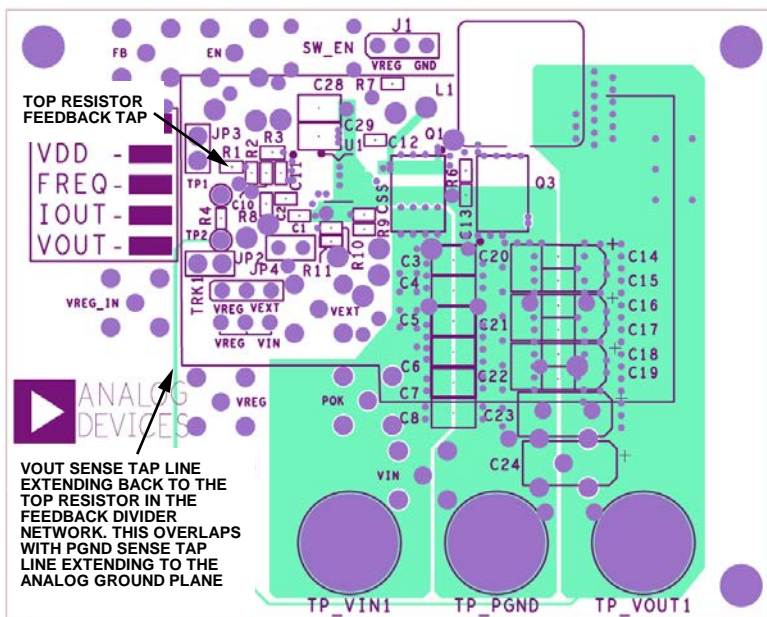 J1
FB
EN
SW_EN
VREG GND
C28
R7
L1
TOP RESISTOR
FEEDBACK TAP
JP3
C29
Q1
R3
R2
U1
C12
VDD
R1
FREQ
C11
R6
Q3
TP1
CSS
IOUT
R4
C10
C2
C13
R8
C1
R9
VOUT
TP2
R10
C3
C20
C14
JP2
R11
JP4
C4
C15
TRK1
VREG_IN
VREG VEXT
VEXT
C5
C16
C21
C17
VREG VIN
C6
C18
C22
C19
ANALOG
DEVICES
VREG
POK
C7
C8
C23
C24
VIN
VOUT SENSE TAP LINE
EXTENDING BACK TO THE
TOP RESISTOR IN THE
FEEDBACK DIVIDER
NETWORK. THIS OVERLAPS
WITH PGND SENSE TAP
LINE EXTENDING TO THE
ANALOG GROUND PLANE
TP_VIN1
TP_PGND
TP_VOUT1